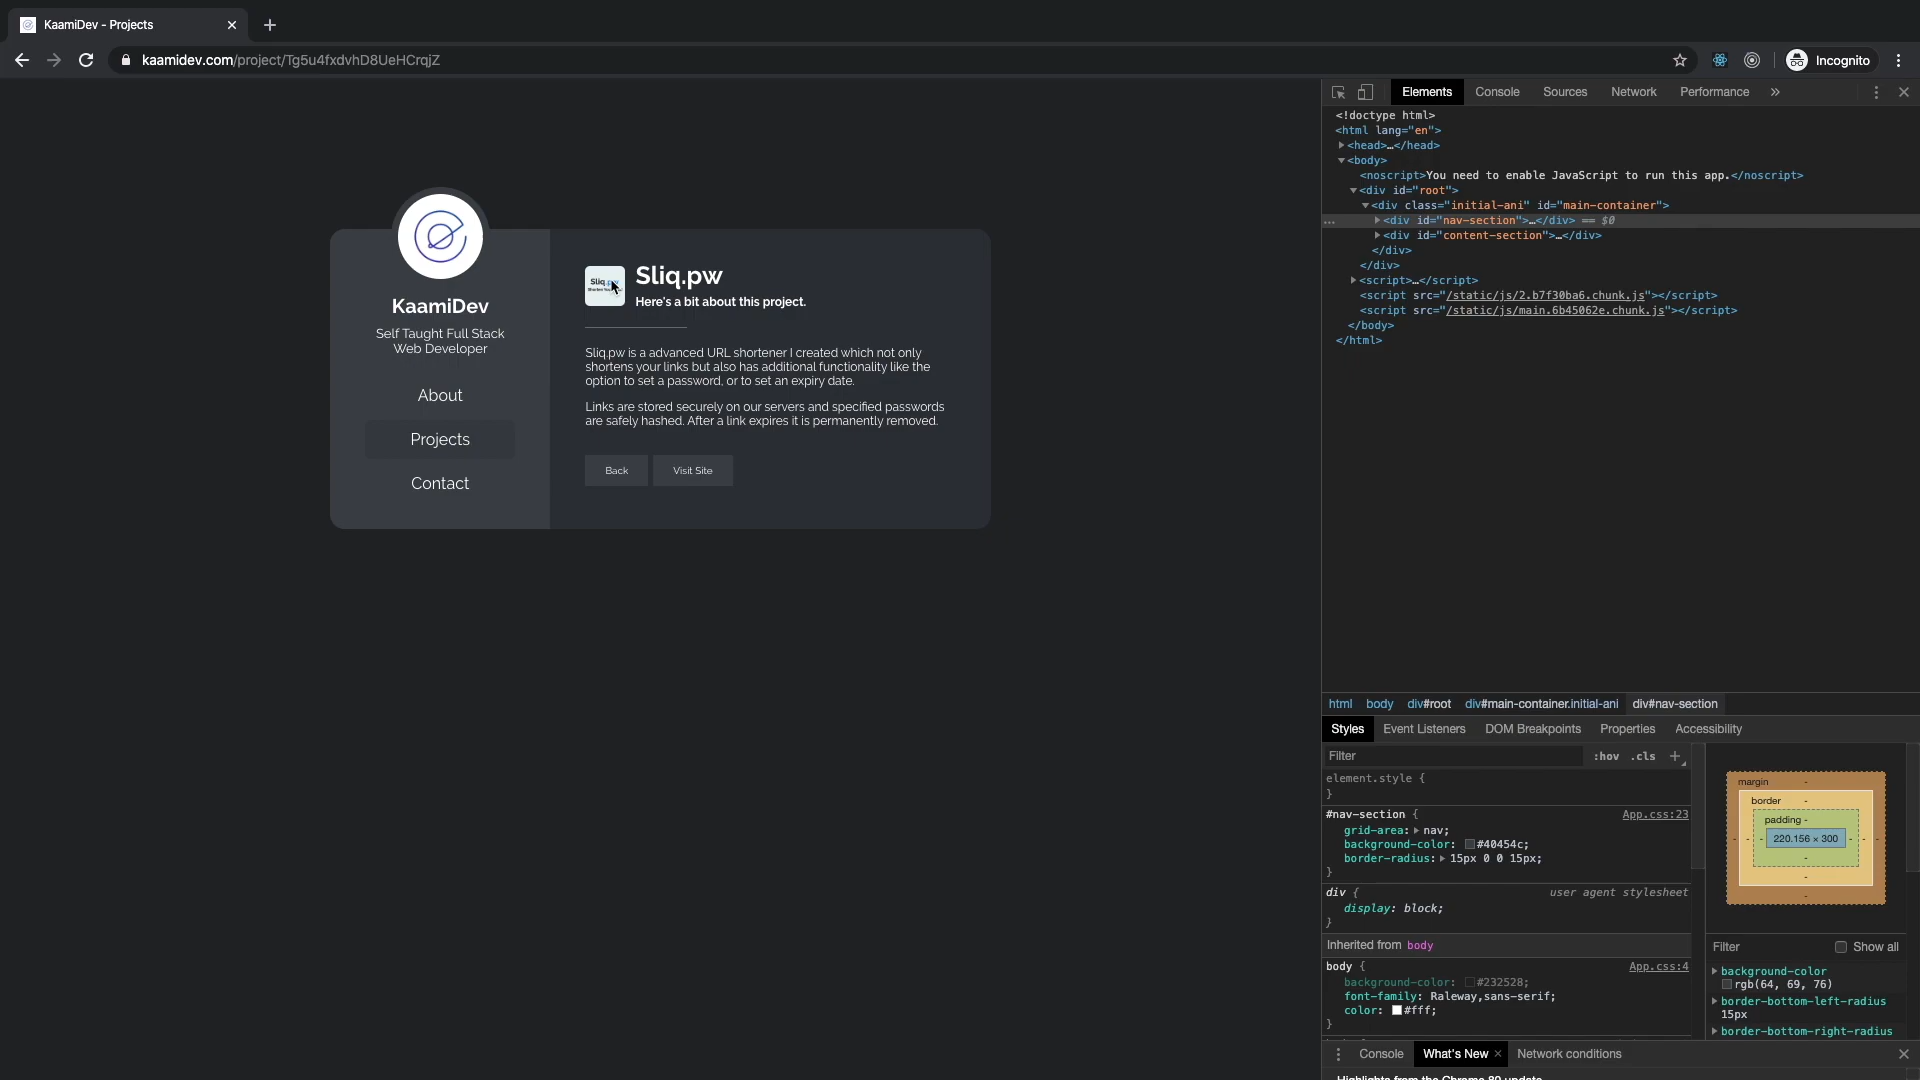 KaamiDev - Projects
kaamidev.com/project/Tg5u4fxdvhD8UeHCrqjZ
Incognito
KaamiDev
Self Taught Full Stack
Web Developer
About
Projects
Contact
Sliq.pw
Sliq.pw
Here's a bit about this project.
Sliq.pw is a advanced URL shortener I created which not only
shortens your links but also has additional functionality like the
option to set a password, or to set an expiry date.
Links are stored securely on our servers and specified passwords
are safely hashed. After a link expires it is permanently removed.
Back
Visit Site
Elements Console Sources Network Performance »
<!doctype html>
<html lang="en">
<head>…</head>
<body>
<noscript>You need to enable JavaScript to run this app.</noscript>
<div id="root">
<div class="initial-ani" id="main-container">
… <div id="nav-section">…</div> == $0
<div id="content-section">…</div>
</div>
</div>
<script>…</script>
<script src="/static/js/2.b7f30ba6.chunk.js"></script>
<script src="/static/js/main.6b45062e.chunk.js"></script>
</body>
</html>
html body div#root div#main-container.initial-ani div#nav-section
Styles Event Listeners DOM Breakpoints Properties Accessibility
Filter :hov .cls +
element.style {
}
#nav-section { App.css:23
grid-area: nav;
background-color: #40454c;
border-radius: 15px 0 0 15px;
}
div { user agent stylesheet
display: block;
}
Inherited from body
body { App.css:4
background-color: #232528;
font-family: Raleway,sans-serif;
color: #fff;
}
margin -
border -
padding -
- - - 220.156 × 300 - - -
-
-
-
Filter Show all
background-color
rgb(64, 69, 76)
border-bottom-left-radius
15px
border-bottom-right-radius
Console What's New × Network conditions
Highlights from the Chrome 80 update